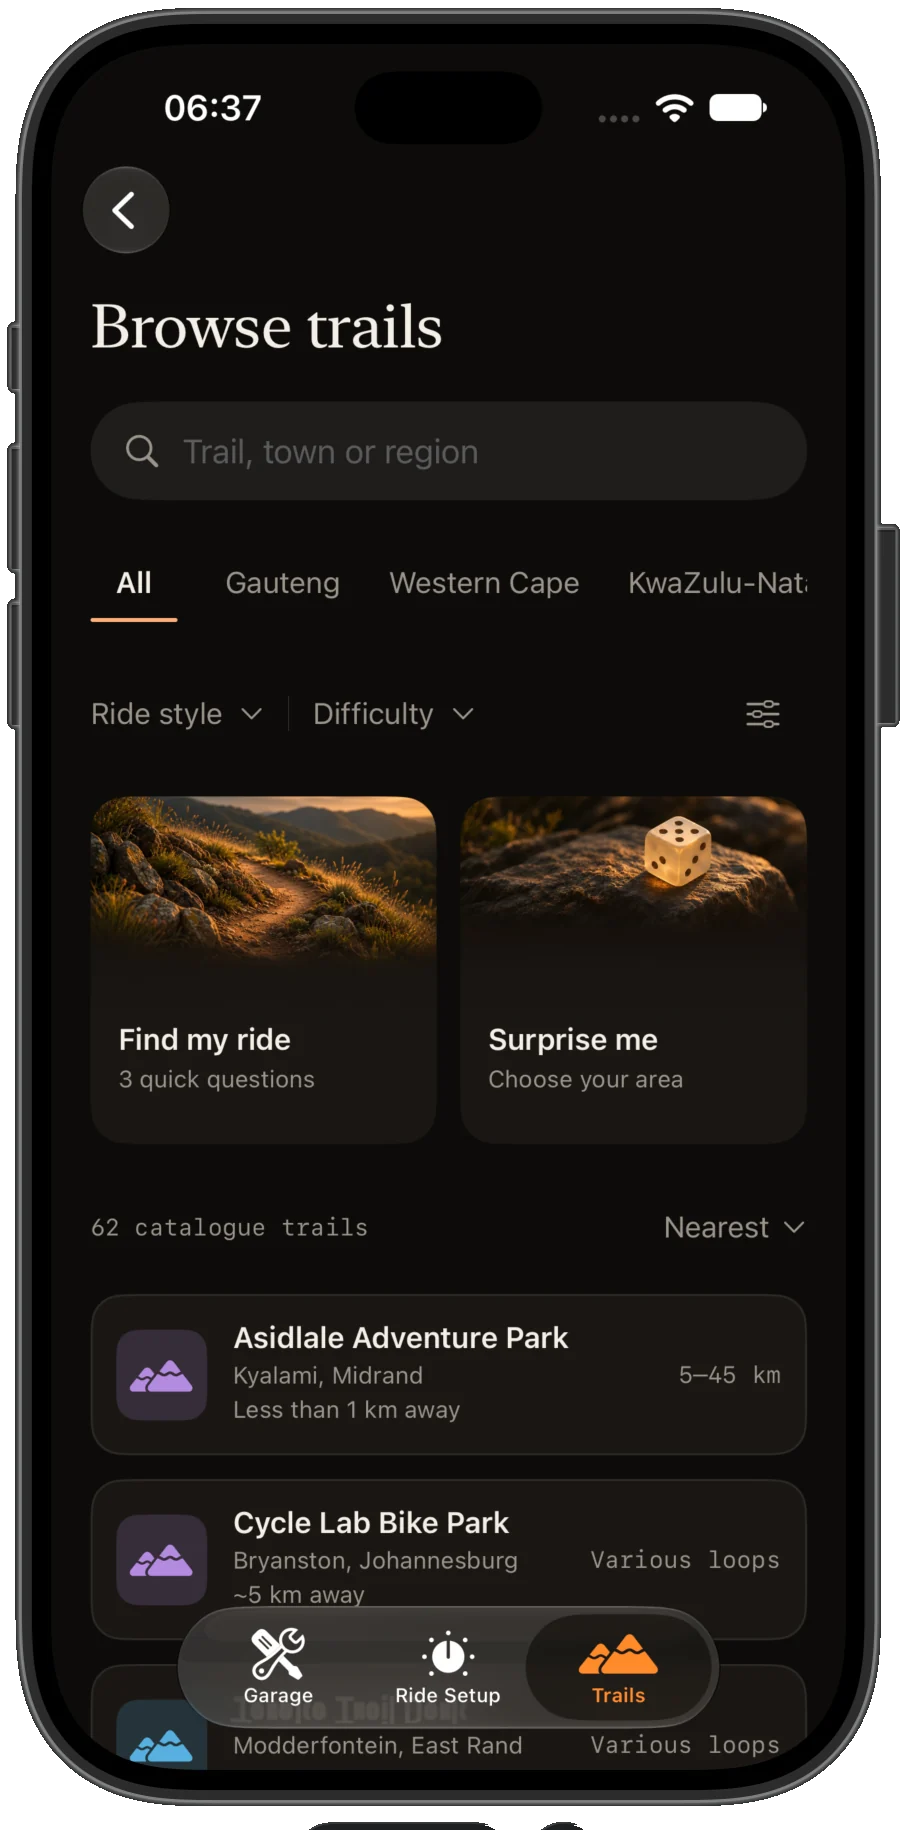 06:37
Browse trails
Trail, town or region
All Gauteng Western Cape KwaZulu-Nat
Ride style Difficulty
Find my ride
3 quick questions
Surprise me
Choose your area
62 catalogue trails Nearest
Asidlale Adventure Park
Kyalami, Midrand
Less than 1 km away
5–45 km
Cycle Lab Bike Park
Bryanston, Johannesburg
~5 km away
Various loops
Modderfontein, East Rand
Various loops
Garage Ride Setup Trails